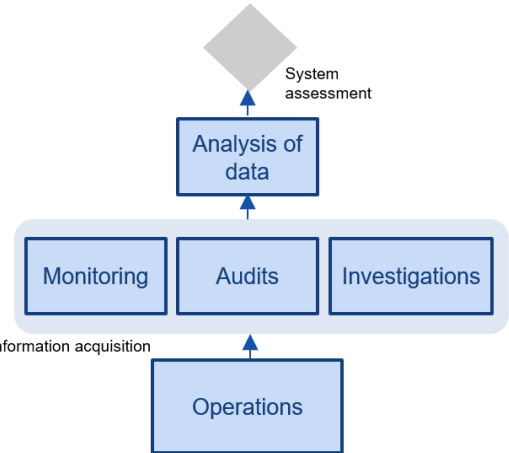 System
assessment
Analysis of
data
Monitoring
Audits
Investigations
nformation acquisition
Operations